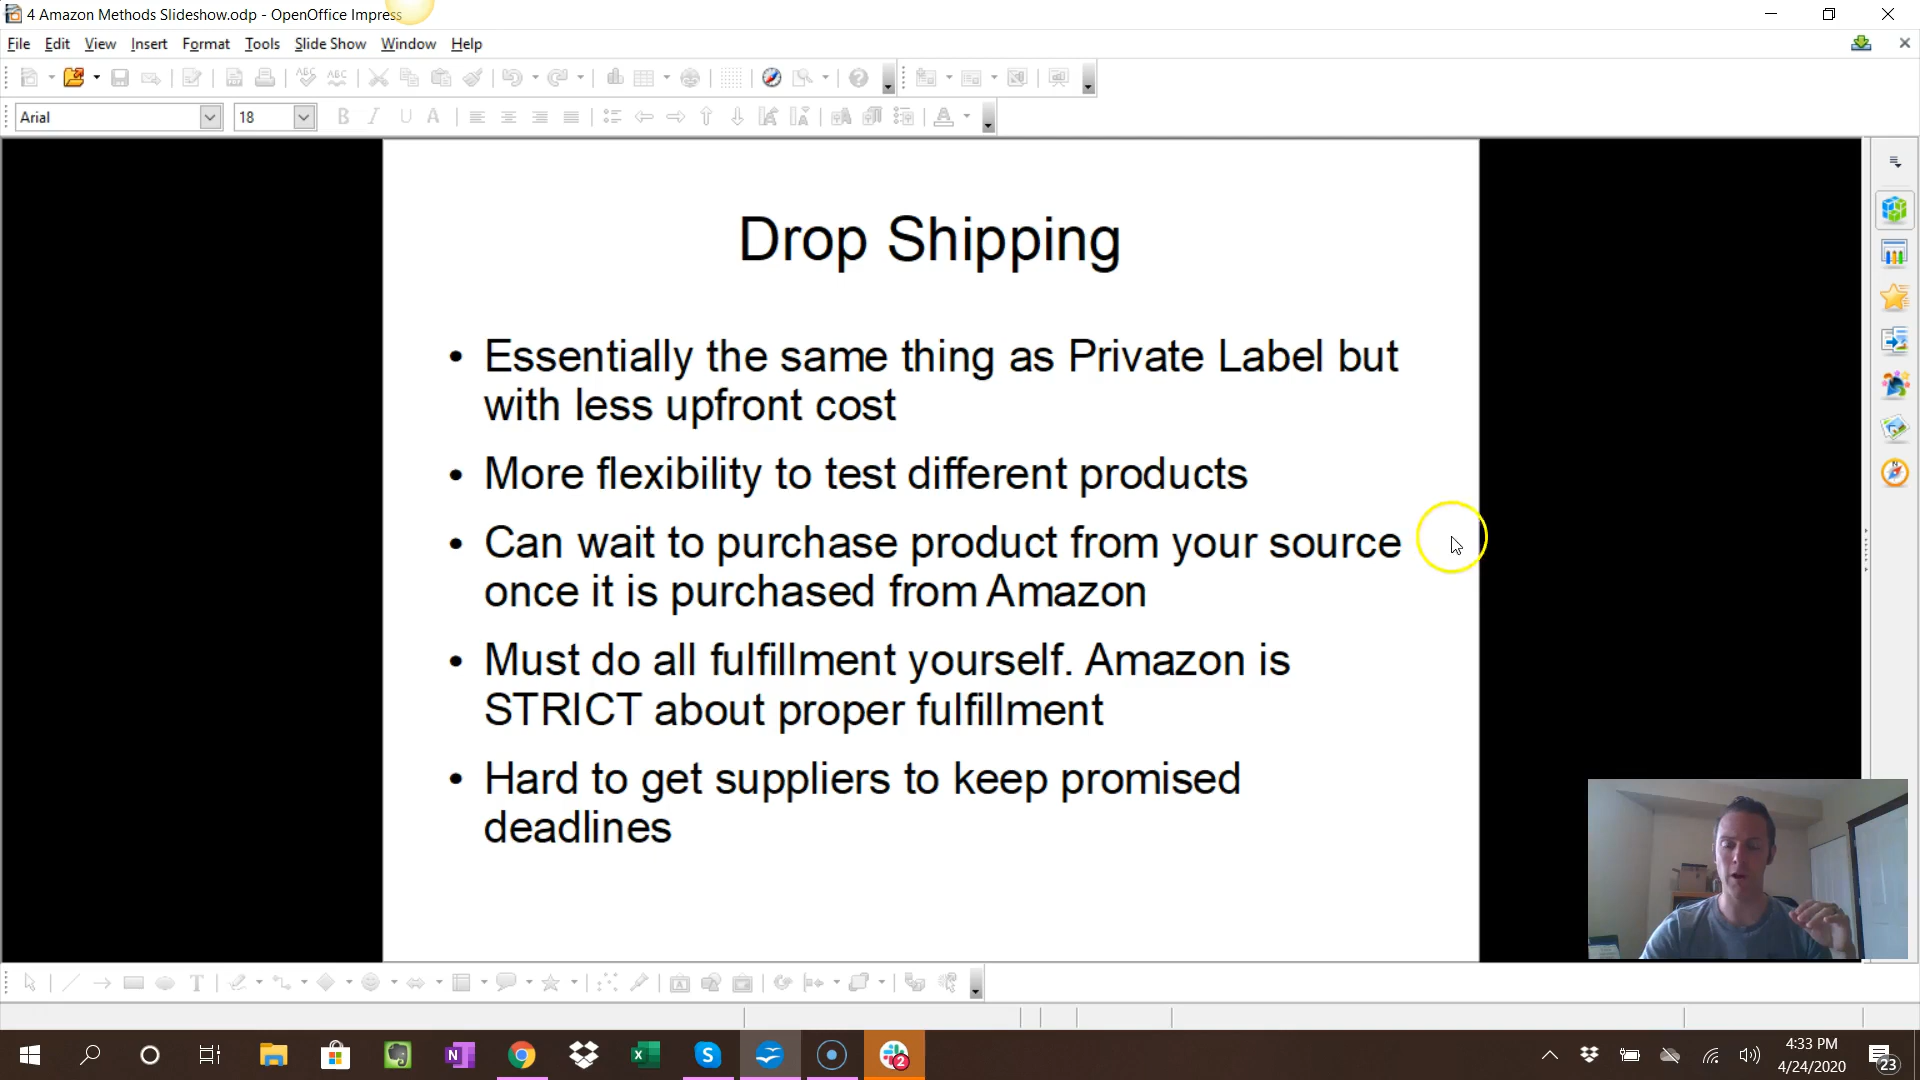 4 Amazon Methods Slideshow.odp - OpenOffice Impress
File Edit View Insert Format Tools Slide Show Window Help
Arial 18
Drop Shipping
• Essentially the same thing as Private Label but
with less upfront cost
• More flexibility to test different products
• Can wait to purchase product from your source
once it is purchased from Amazon
• Must do all fulfillment yourself. Amazon is
STRICT about proper fulfillment
• Hard to get suppliers to keep promised
deadlines
4:33 PM
4/24/2020
23
2